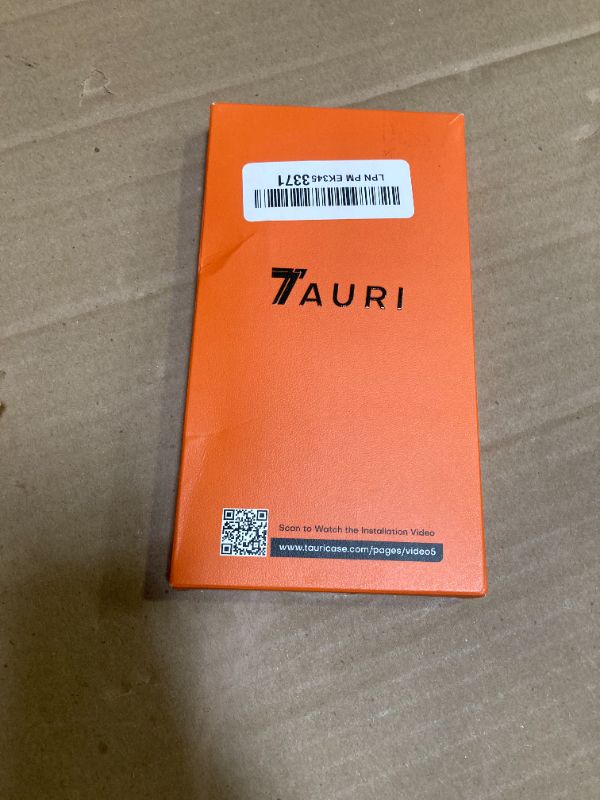 LPN PM EK3453371
TAURI
Scan to Watch the Installation Video
www.tauricase.com/pages/video5